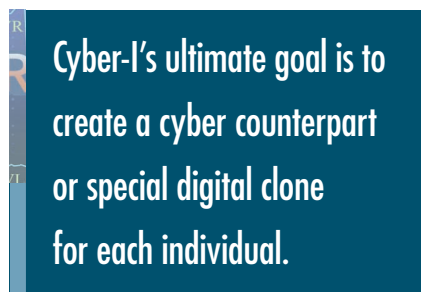 Cyber-I's ultimate goal is to
create a cyber counterpart
or special digital clone
for each individual.